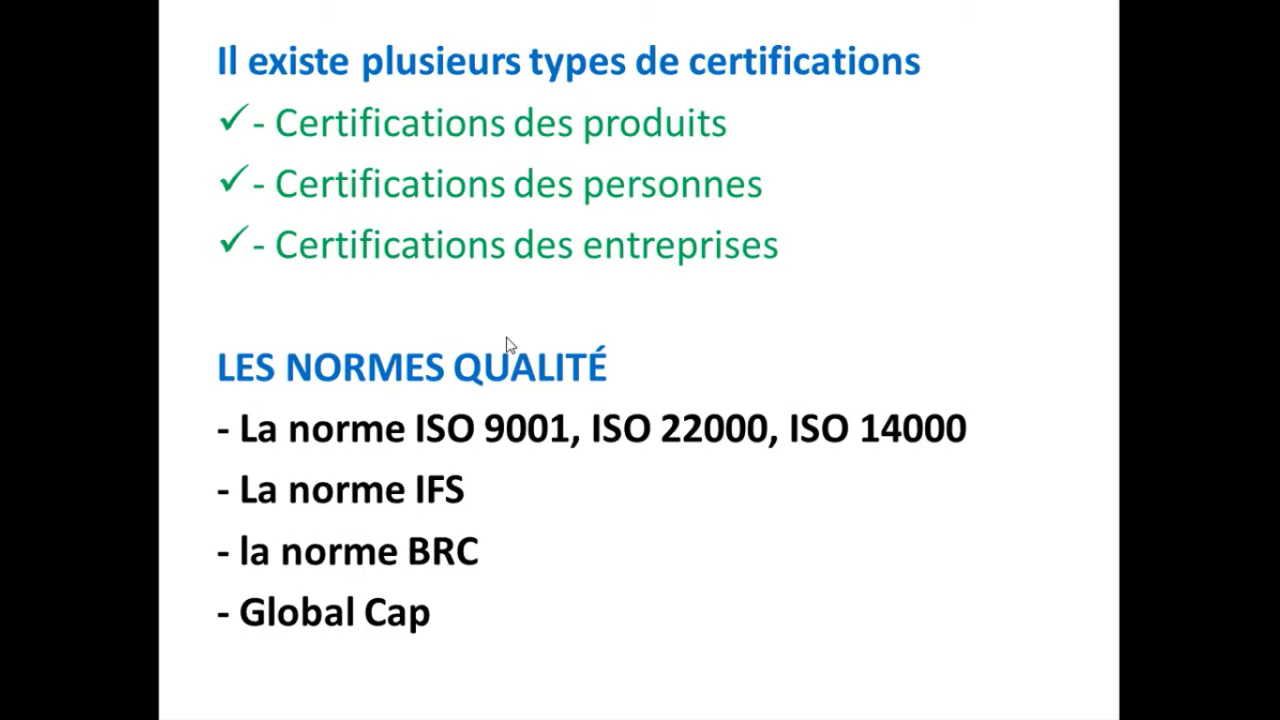 Il existe plusieurs types de certifications
✓ - Certifications des produits
✓ - Certifications des personnes
✓ - Certifications des entreprises
LES NORMES QUALITÉ
- La norme ISO 9001, ISO 22000, ISO 14000
- La norme IFS
- la norme BRC
- Global Cap